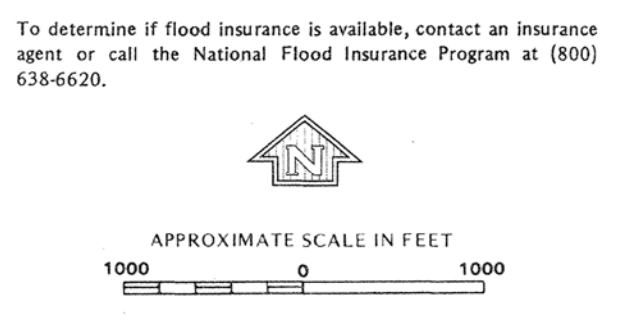 To determine if flood insurance is available, contact an insurance
agent or call the National Flood Insurance Program at (800)
638-6620.
N
APPROXIMATE SCALE IN FEET
1000 0 1000